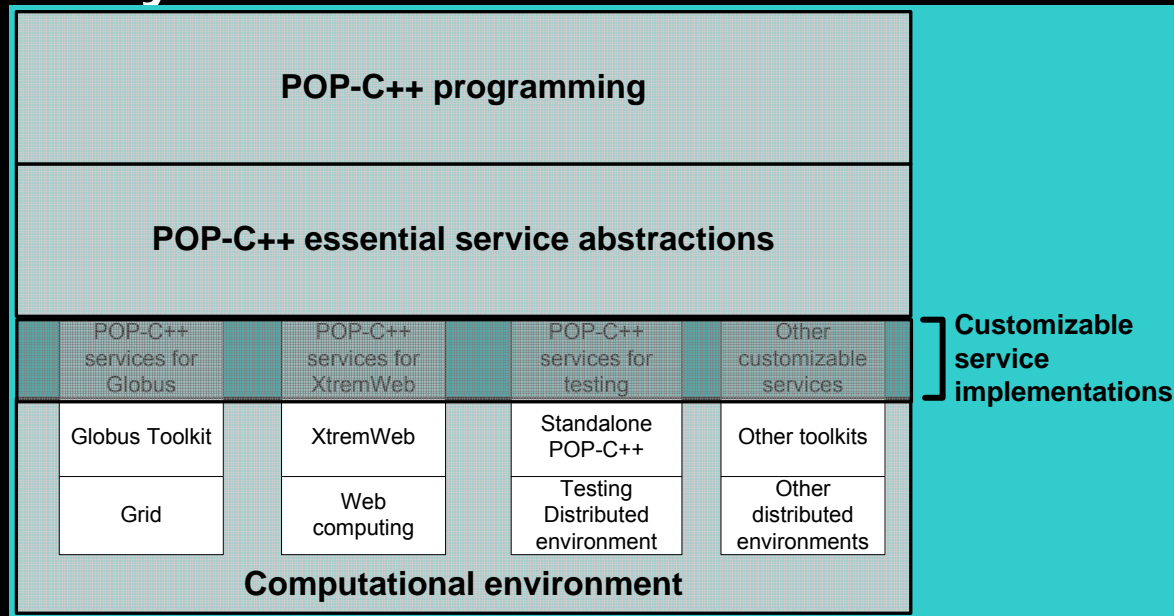 POP-C++ programming
POP-C++ essential service abstractions
POP-C++
services for
Globus
POP-C++
services for
XtremWeb
POP-C++
services for
testing
Other
customizable
services
Customizable
service
implementations
Globus Toolkit
XtremWeb
Standalone
POP-C++
Other toolkits
Grid
Web
computing
Testing
Distributed
environment
Other
distributed
environments
Computational environment